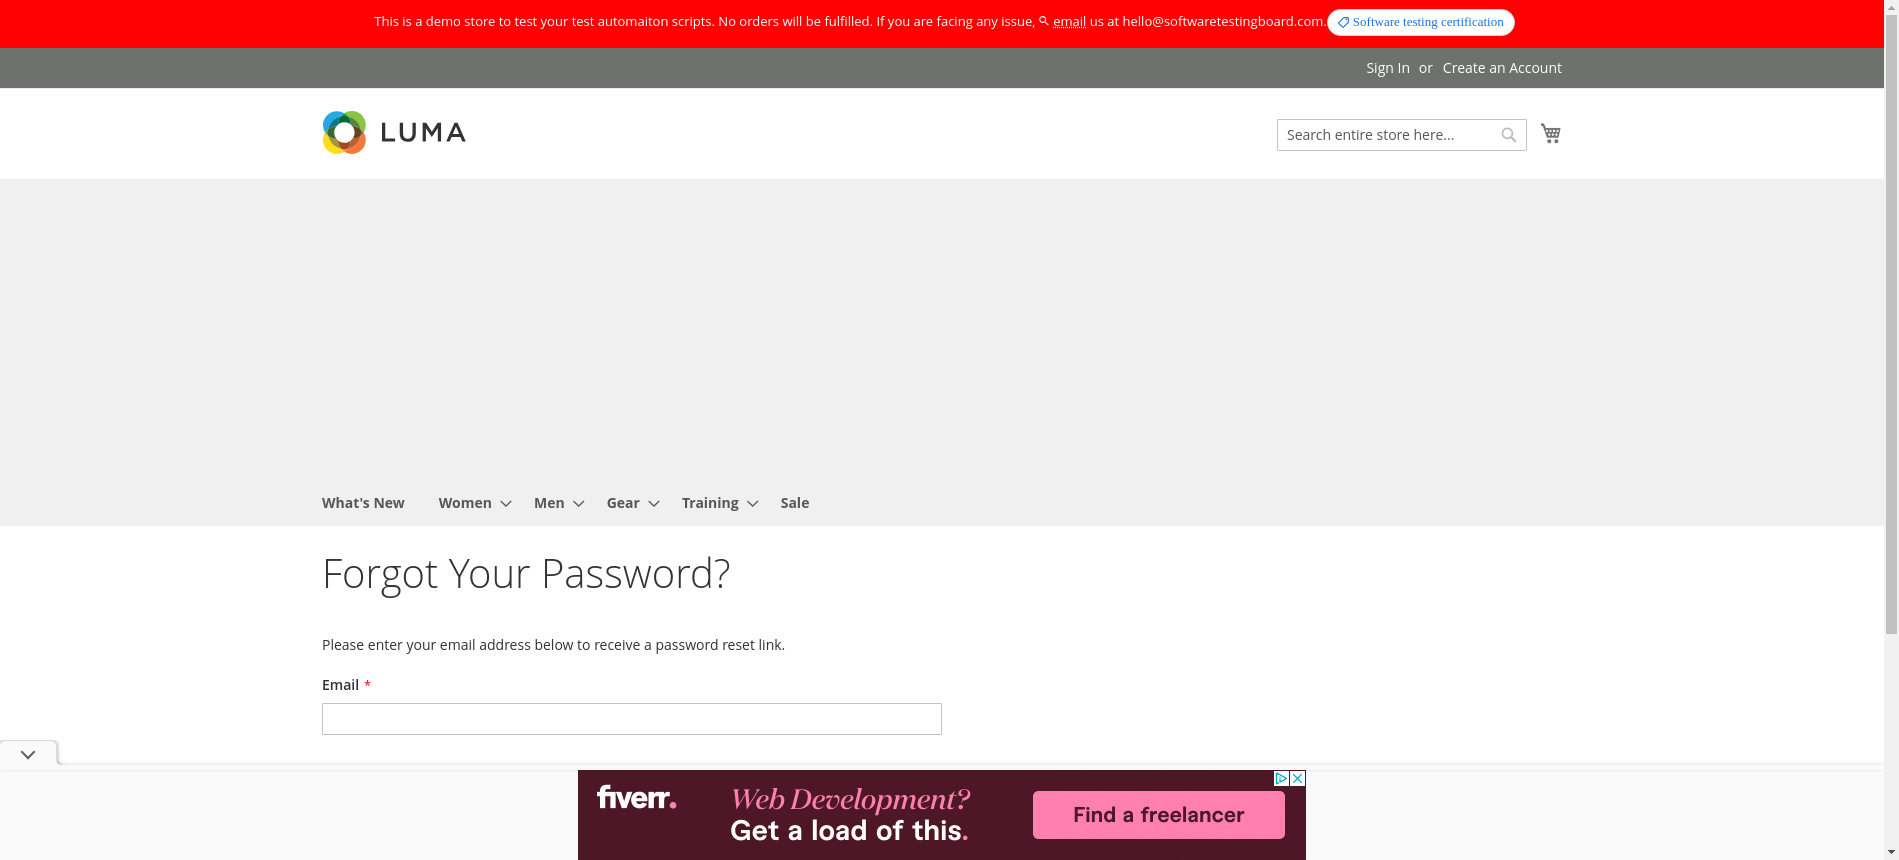 This is a demo store to test your test automaiton scripts. No orders will be fulfilled. If you are facing any issue, email us at hello@softwaretestingboard.com. Software testing certification
Sign In or Create an Account
LUMA
Search entire store here...
What's New Women Men Gear Training Sale
Forgot Your Password?
Please enter your email address below to receive a password reset link.
Email *
fiverr.
Web Development?
Get a load of this.
Find a freelancer